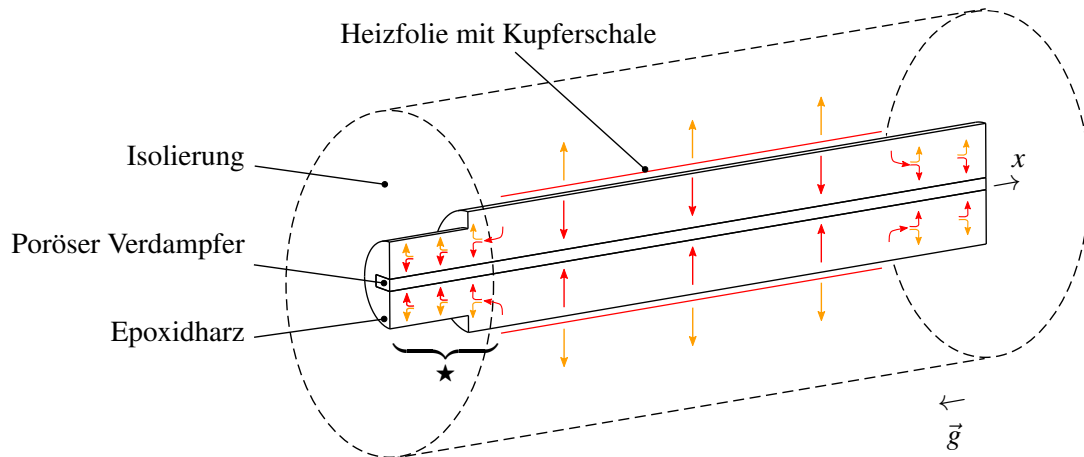 Heizfolie mit Kupferschale
Isolierung
x
Poröser Verdampfer
Epoxidharz
★
g⃗